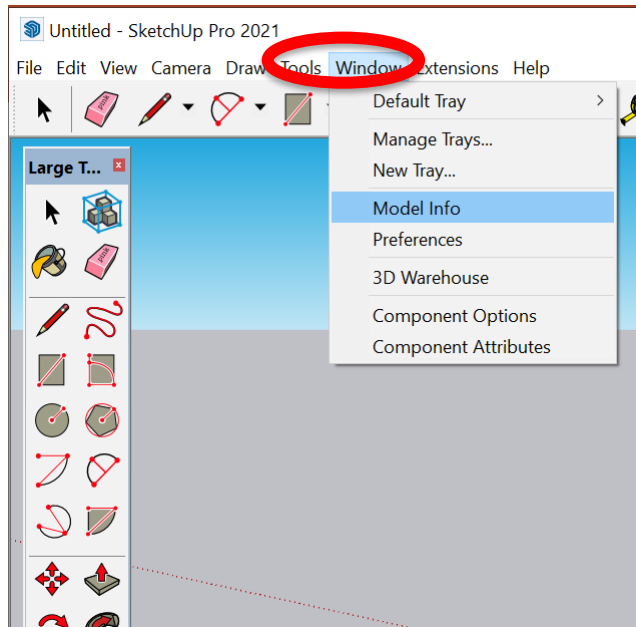 Untitled - SketchUp Pro 2021
File Edit View Camera Draw Tools Window Extensions Help
Default Tray
Manage Trays...
New Tray...
Large T...
Model Info
Preferences
3D Warehouse
Component Options
Component Attributes